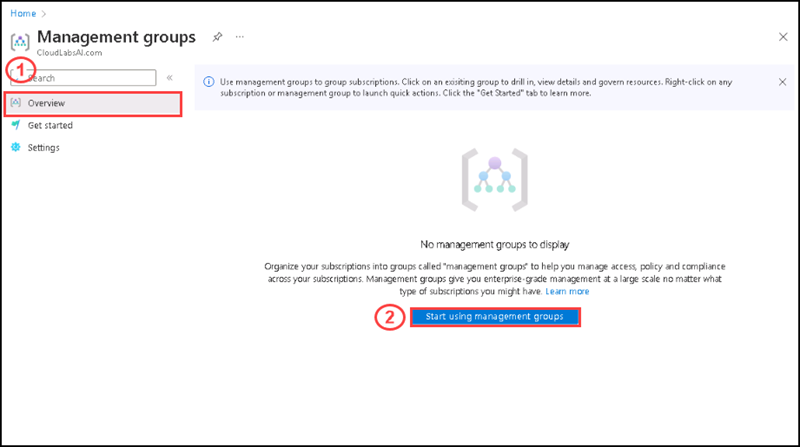 Home >
Management groups
CloudLabsAI.com
1
Search
«
Overview
Get started
Settings
Use management groups to group subscriptions. Click on an exisiting group to drill in, view details and govern resources. Right-click on any
subscription or management group to launch quick actions. Click the "Get Started" tab to learn more.
No management groups to display
Organize your subscriptions into groups called "management groups" to help you manage access, policy and compliance
across your subscriptions. Management groups give you enterprise-grade management at a large scale no matter what
type of subscriptions you might have. Learn more
2
Start using management groups